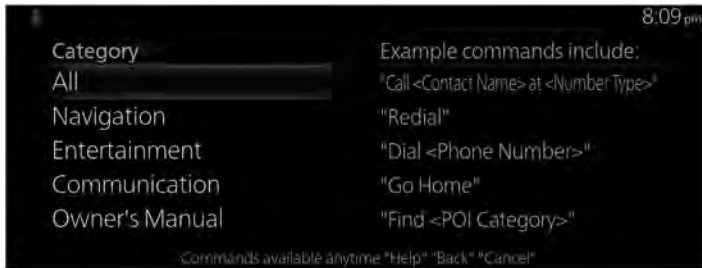 8:09 pm
Category
All
Navigation
Entertainment
Communication
Owner's Manual
Example commands include:
"Call <Contact Name> at <Number Type>"
"Redial"
"Dial <Phone Number>"
"Go Home"
"Find <POI Category>"
Commands available anytime "Help" "Back" "Cancel"